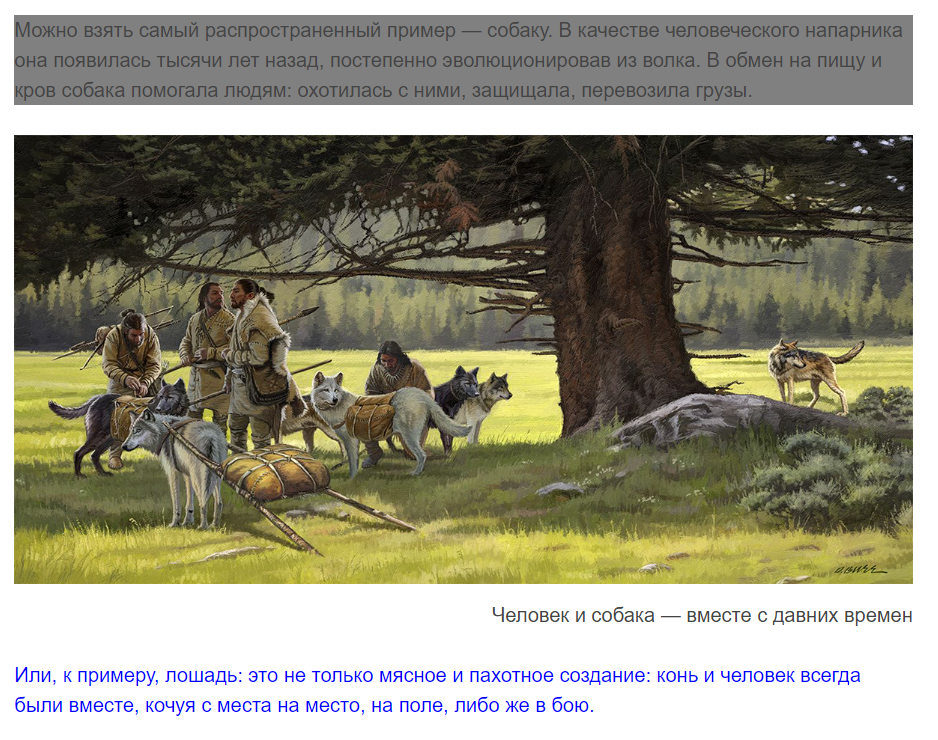 Можно взять самый распространенный пример — собаку. В качестве человеческого напарника
она появилась тысячи лет назад, постепенно эволюционировав из волка. В обмен на пищу и
кров собака помогала людям: охотилась с ними, защищала, перевозила грузы.
Человек и собака — вместе с давних времен
Или, к примеру, лошадь: это не только мясное и пахотное создание: конь и человек всегда
были вместе, кочуя с места на место, на поле, либо же в бою.